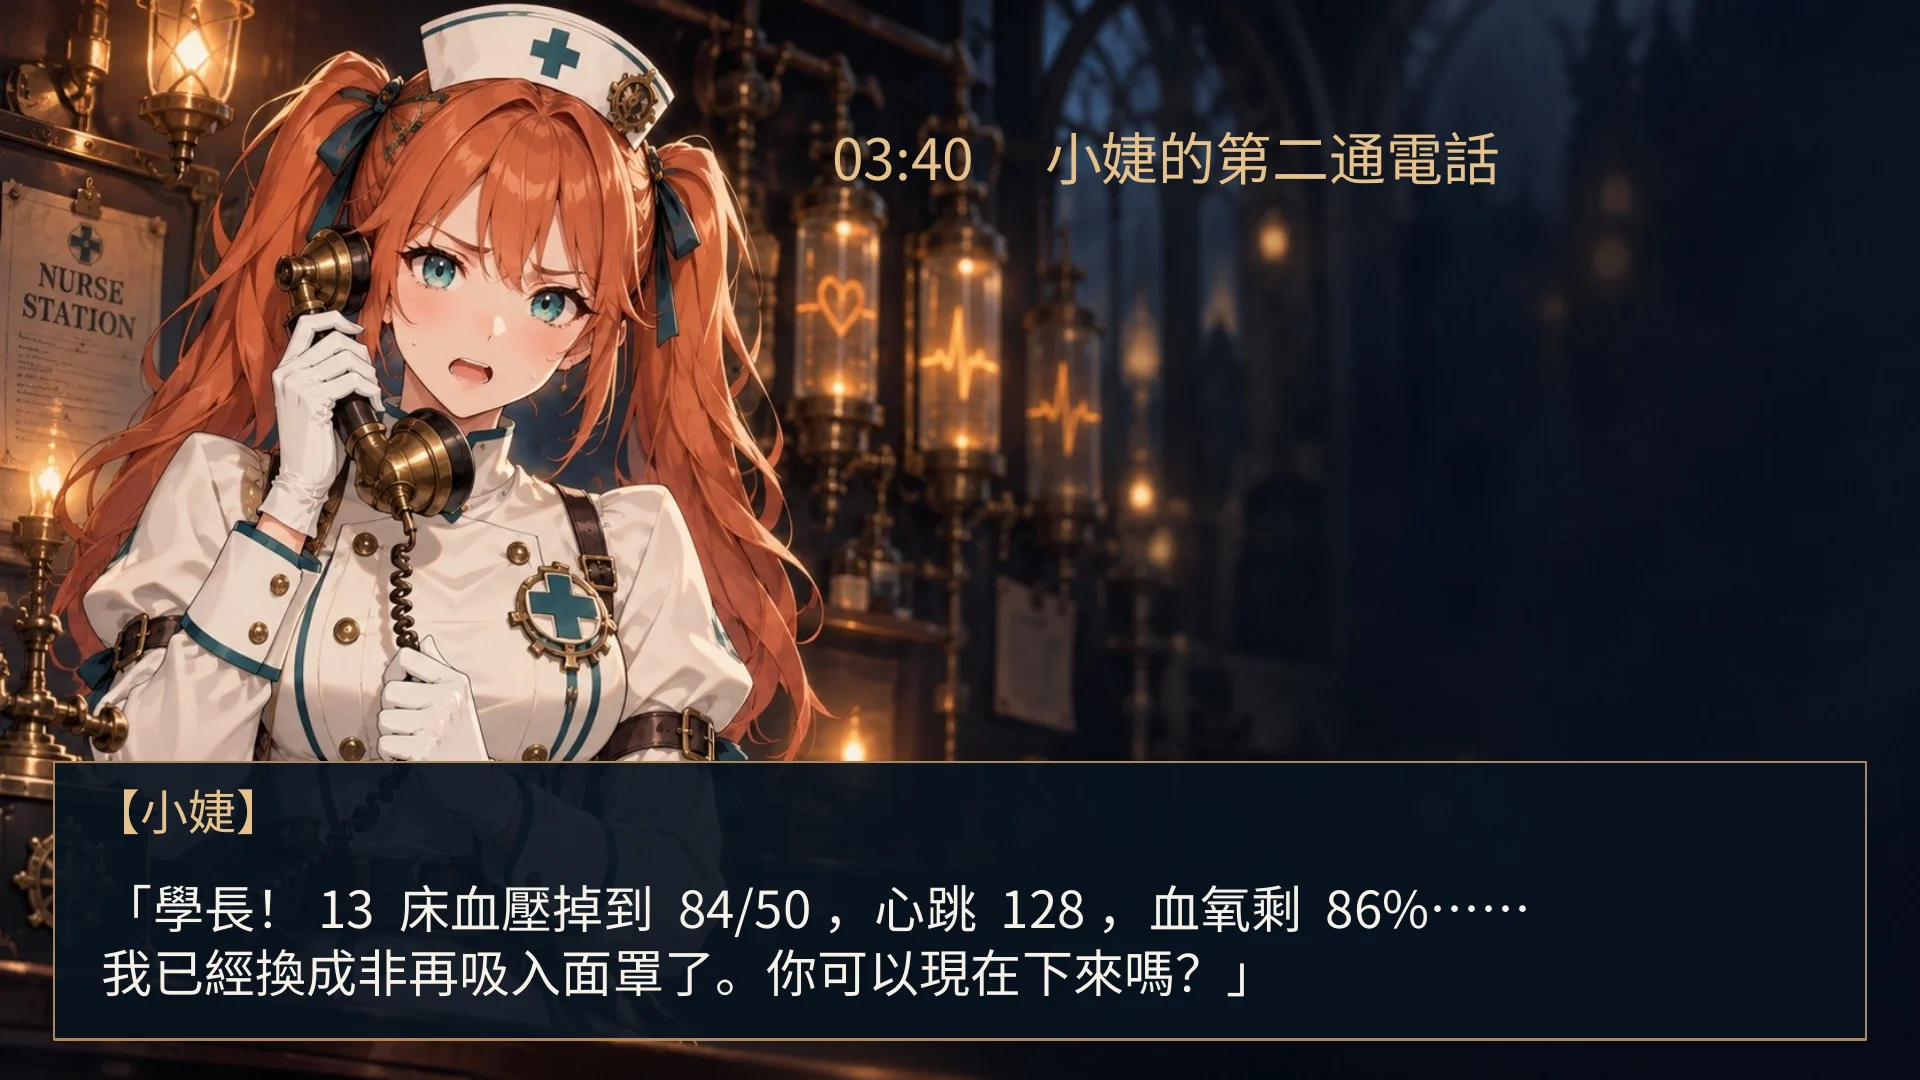 NURSE
STATION
03:40 小婕的第二通電話
【小婕】
「學長! 13 床血壓掉到 84/50，心跳 128，血氧剩 86%⋯⋯
我已經換成非再吸入面罩了。你可以現在下來嗎？」